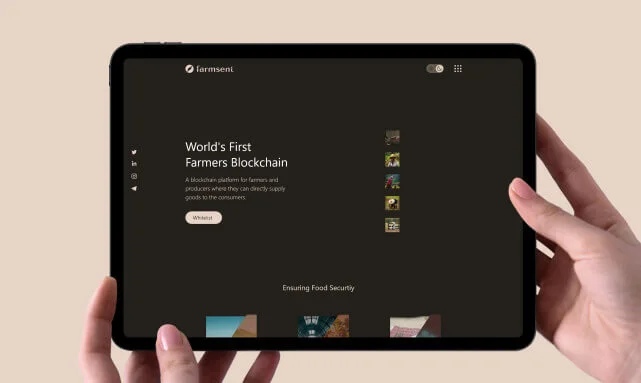 farmsent
World's First
Farmers Blockchain
A blockchain platform for farmers and
producers where they can directly supply
goods to the consumers.
Whitelist
Ensuring Food Securtiy